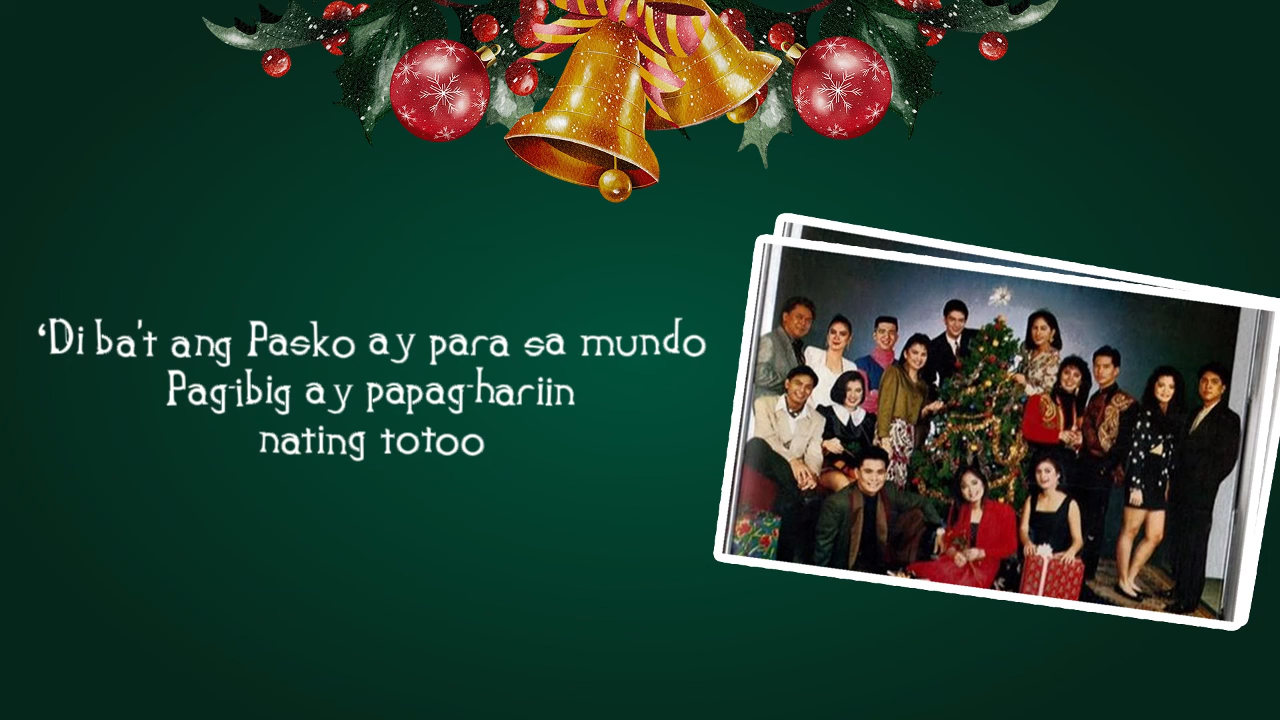 ‘Di ba't ang Pasko ay para sa mundo
Pag-ibig ay papag-hariin
nating totoo